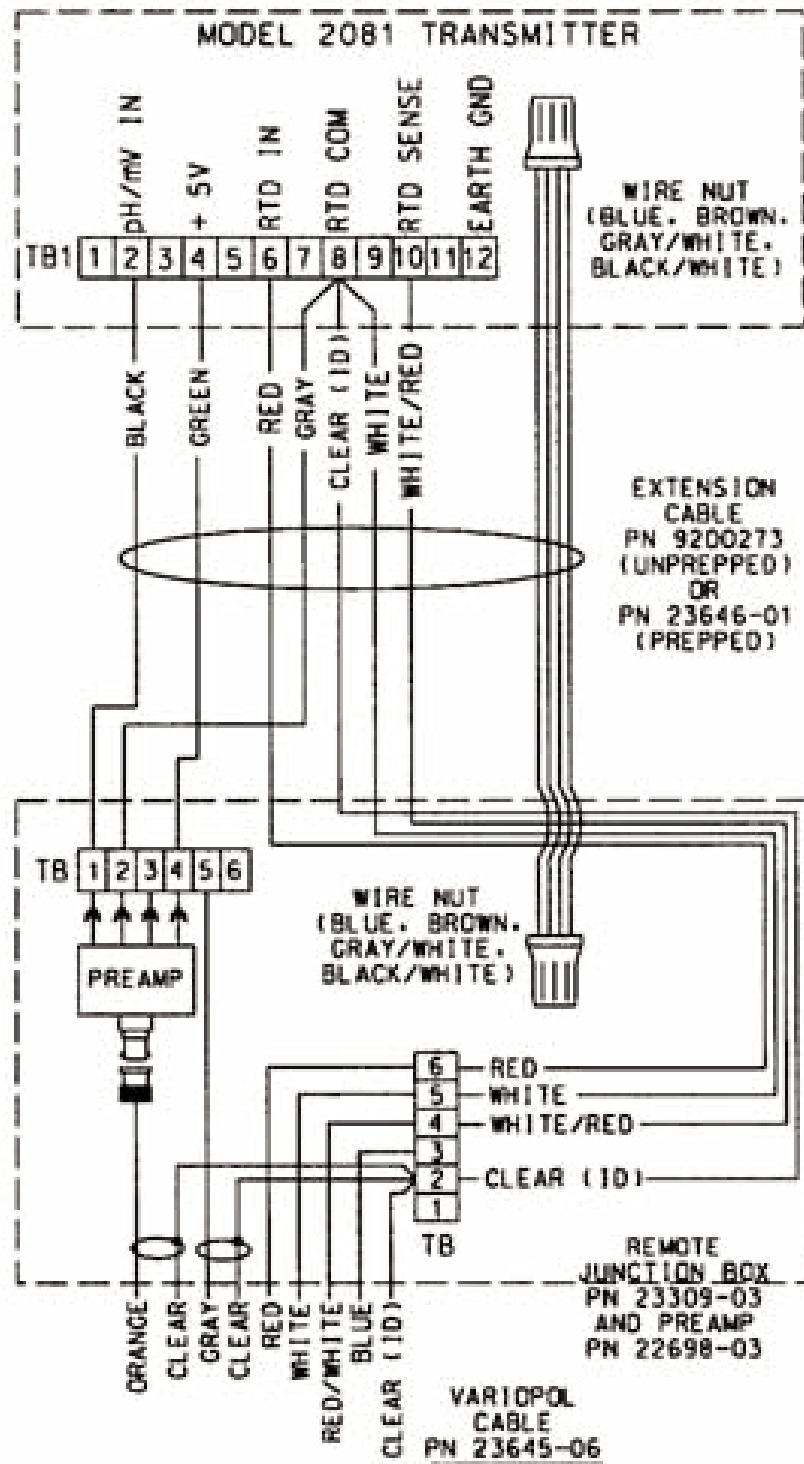 MODEL 2081 TRANSMITTER
pH/mV IN
+ 5V
RTD IN
RTD COM
RTD SENSE
EARTH GND
TB1 1 2 3 4 5 6 7 8 9 10 11 12
WIRE NUT
(BLUE. BROWN.
GRAY/WHITE.
BLACK/WHITE)
BLACK
GREEN
RED
GRAY
CLEAR (ID)
WHITE
WHITE/RED
EXTENSION
CABLE
PN 9200273
(UNPREPPED)
OR
PN 23646-01
(PREPPED)
TB 1 2 3 4 5 6
PREAMP
WIRE NUT
(BLUE. BROWN.
GRAY/WHITE.
BLACK/WHITE)
6 RED
5 WHITE
4 WHITE/RED
3
2 CLEAR (ID)
1
TB
REMOTE
JUNCTION BOX
PN 23309-03
AND PREAMP
PN 22698-03
ORANGE
CLEAR
GRAY
CLEAR
RED
WHITE
RED/WHITE
BLUE
CLEAR (ID)
VARIOPOL
CABLE
PN 23645-06